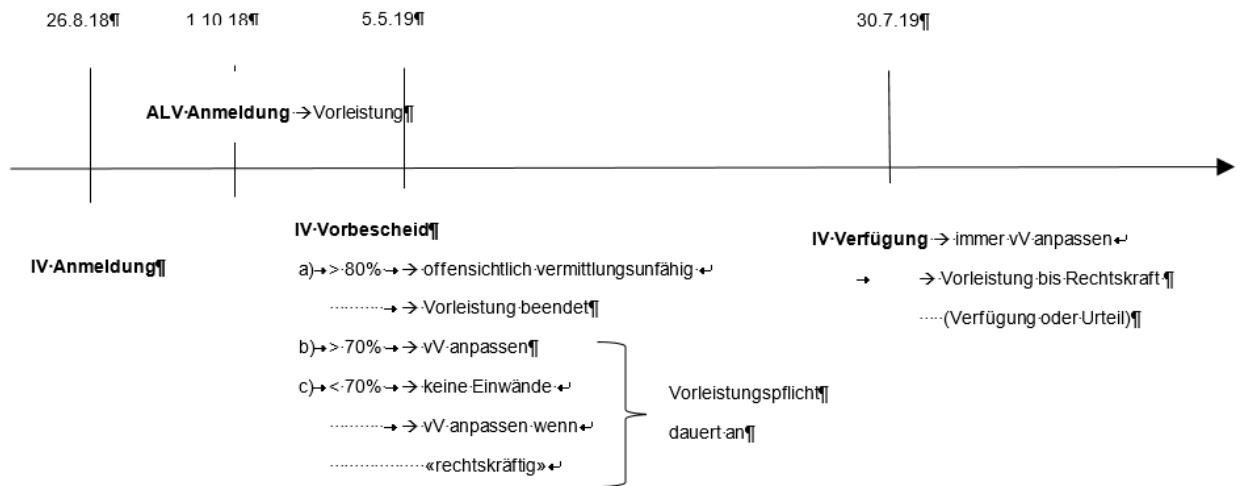 26.8.18¶
1 10 18¶
5.5.19¶
30.7.19¶
ALV·Anmeldung·→Vorleistung¶
IV·Anmeldung¶
IV·Vorbescheid¶
a)→>·80%·→→·offensichtlich·vermittlungsunfähig·↵
··········→→·Vorleistung·beendet¶
b)→>·70%·→→·vV·anpassen¶
c)→<·70%·→→·keine·Einwände·↵
··········→→·vV·anpassen·wenn↵
··················«rechtskräftig»↵
Vorleistungspflicht¶
dauert·an¶
IV·Verfügung·→·immer·vV·anpassen↵
→ →·Vorleistung·bis·Rechtskraft·¶
·····(Verfügung·oder·Urteil)¶